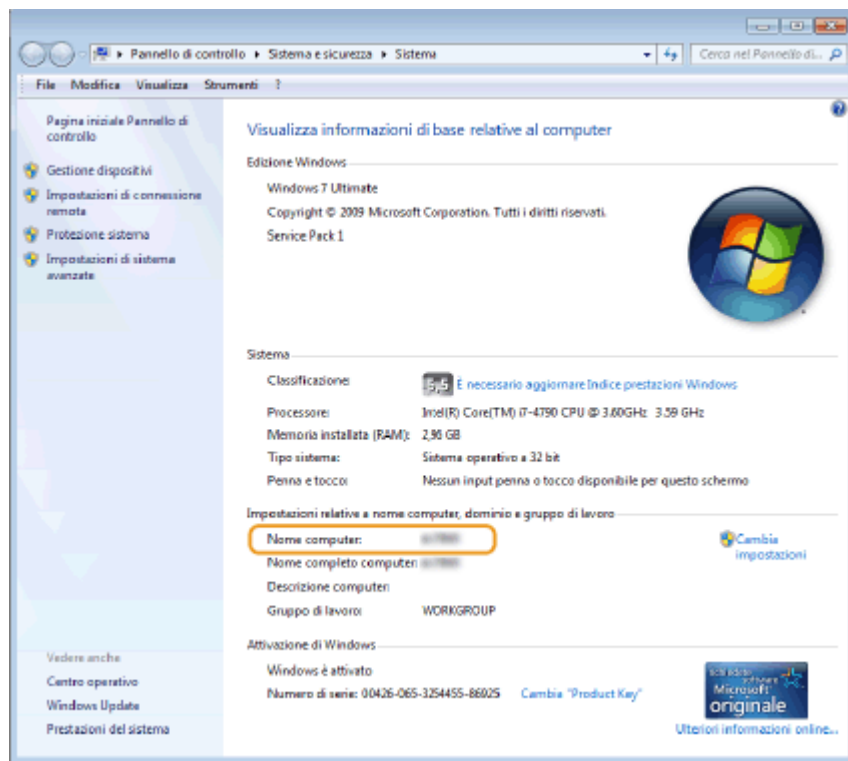 Pannello di controllo Sistema e sicurezza Sistema
Cerca nel Pannello di...
File Modifica Visualizza Strumenti ?
Pagina iniziale Pannello di
controllo
Gestione dispositivi
Impostazioni di connessione
remota
Protezione sistema
Impostazioni di sistema
avanzate
Visualizza informazioni di base relative al computer
Edizione Windows
Windows 7 Ultimate
Copyright © 2009 Microsoft Corporation. Tutti i diritti riservati.
Service Pack 1
Sistema
Classificazione:
5,5 È necessario aggiornare Indice prestazioni Windows
Processore: Intel(R) Core(TM) i7-4790 CPU @ 3.60GHz 3.59 GHz
Memoria installata (RAM): 2,96 GB
Tipo sistema: Sistema operativo a 32 bit
Penna e tocco: Nessun input penna o tocco disponibile per questo schermo
Impostazioni relative a nome computer, dominio e gruppo di lavoro
Nome computer:
Cambia
impostazioni
Nome completo computer:
Descrizione computer:
Gruppo di lavoro: WORKGROUP
Attivazione di Windows
Windows è attivato
Numero di serie: 00426-065-3254455-86925 Cambia "Product Key"
Microsoft
originale
Ulteriori informazioni online...
Vedere anche
Centro operativo
Windows Update
Prestazioni del sistema